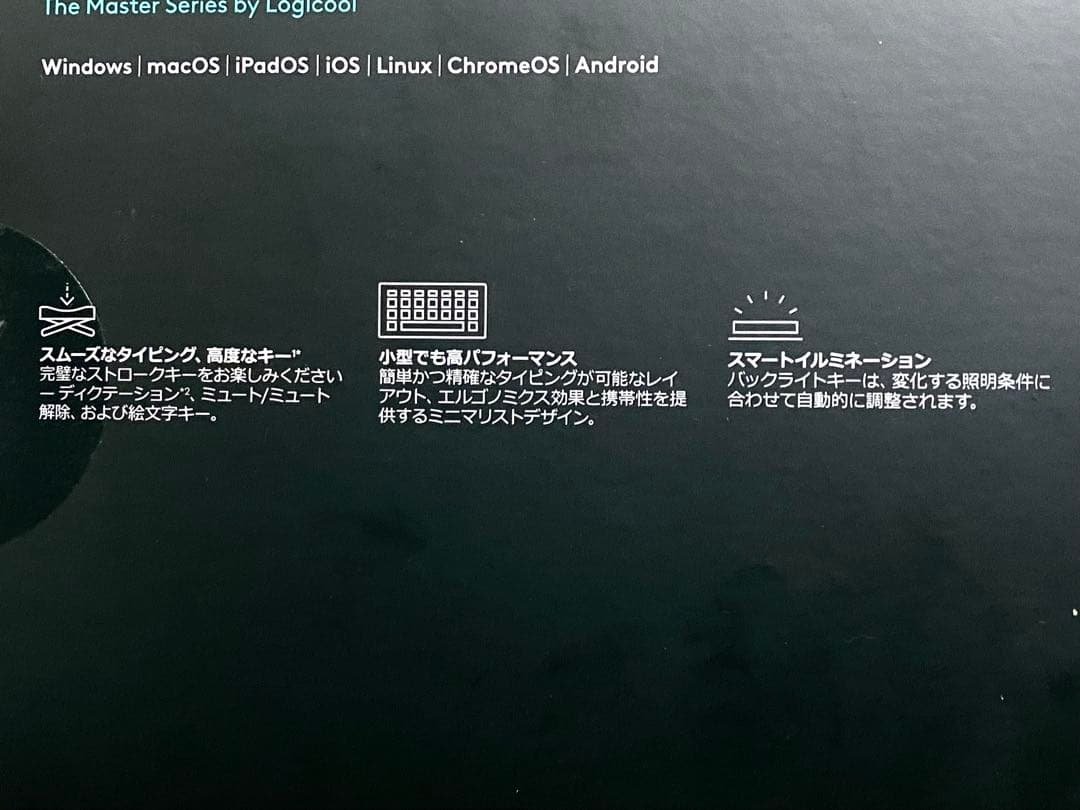 The Master Series by Logicool
Windows | macOS | iPadOS | iOS | Linux | ChromeOS | Android
スムーズなタイピング、高度なキー¹*
完璧なストロークキーをお楽しみください
ー ディクテーション*²、ミュート/ミュート
解除、および絵文字キー。
小型でも高パフォーマンス
簡単かつ精確なタイピングが可能なレイ
アウト、エルゴノミクス効果と携帯性を提
供するミニマリストデザイン。
スマートイルミネーション
バックライトキーは、変化する照明条件に
合わせて自動的に調整されます。